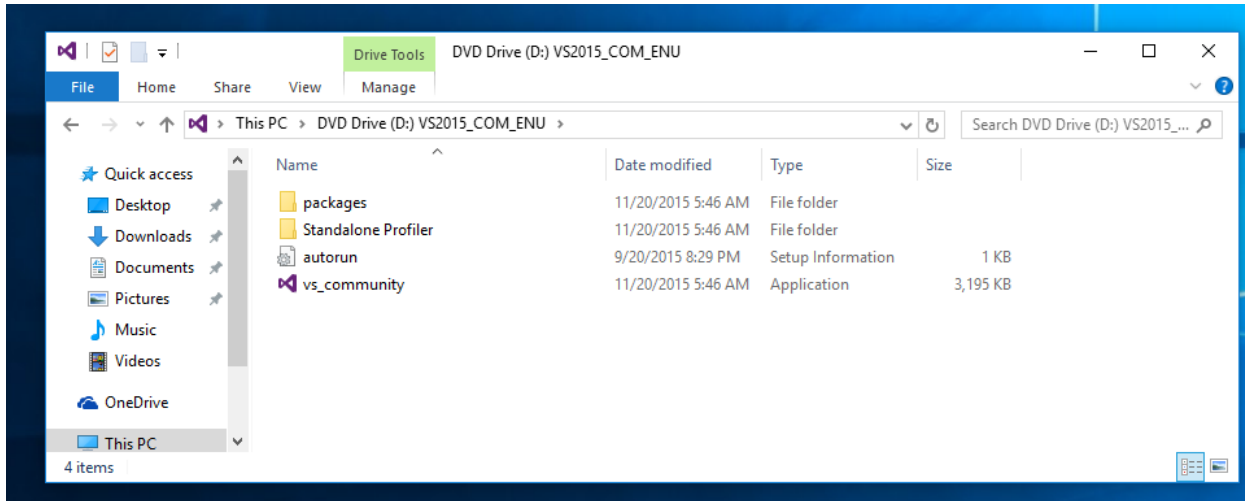 Drive Tools DVD Drive (D:) VS2015_COM_ENU
File Home Share View Manage
This PC > DVD Drive (D:) VS2015_COM_ENU > Search DVD Drive (D:) VS2015_...
Name Date modified Type Size
Quick access
Desktop
Downloads
Documents
Pictures
Music
Videos
OneDrive
This PC
packages 11/20/2015 5:46 AM File folder
Standalone Profiler 11/20/2015 5:46 AM File folder
autorun 9/20/2015 8:29 PM Setup Information 1 KB
vs_community 11/20/2015 5:46 AM Application 3,195 KB
4 items